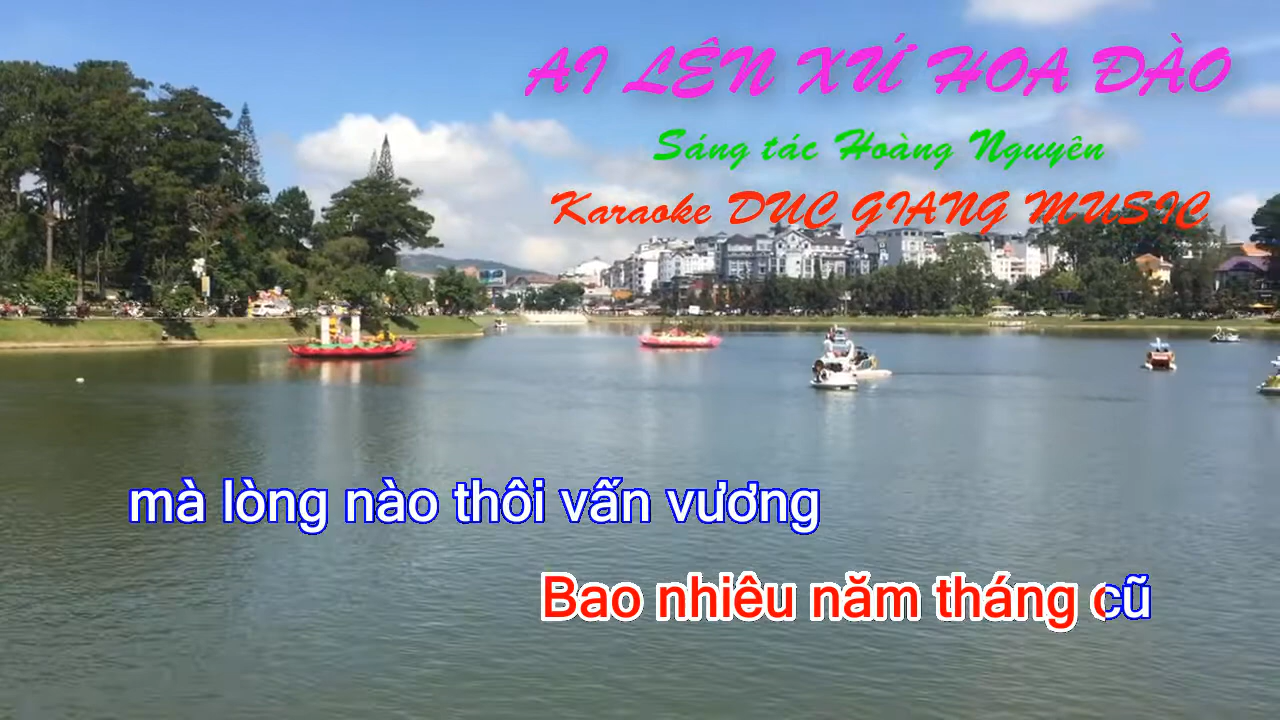 AI LÊN XỨ HOA ĐÀO
Sáng tác Hoàng Nguyên
Karaoke DUC GIANG MUSIC
mà lòng nào thôi vấn vương
Bao nhiêu năm tháng cũ